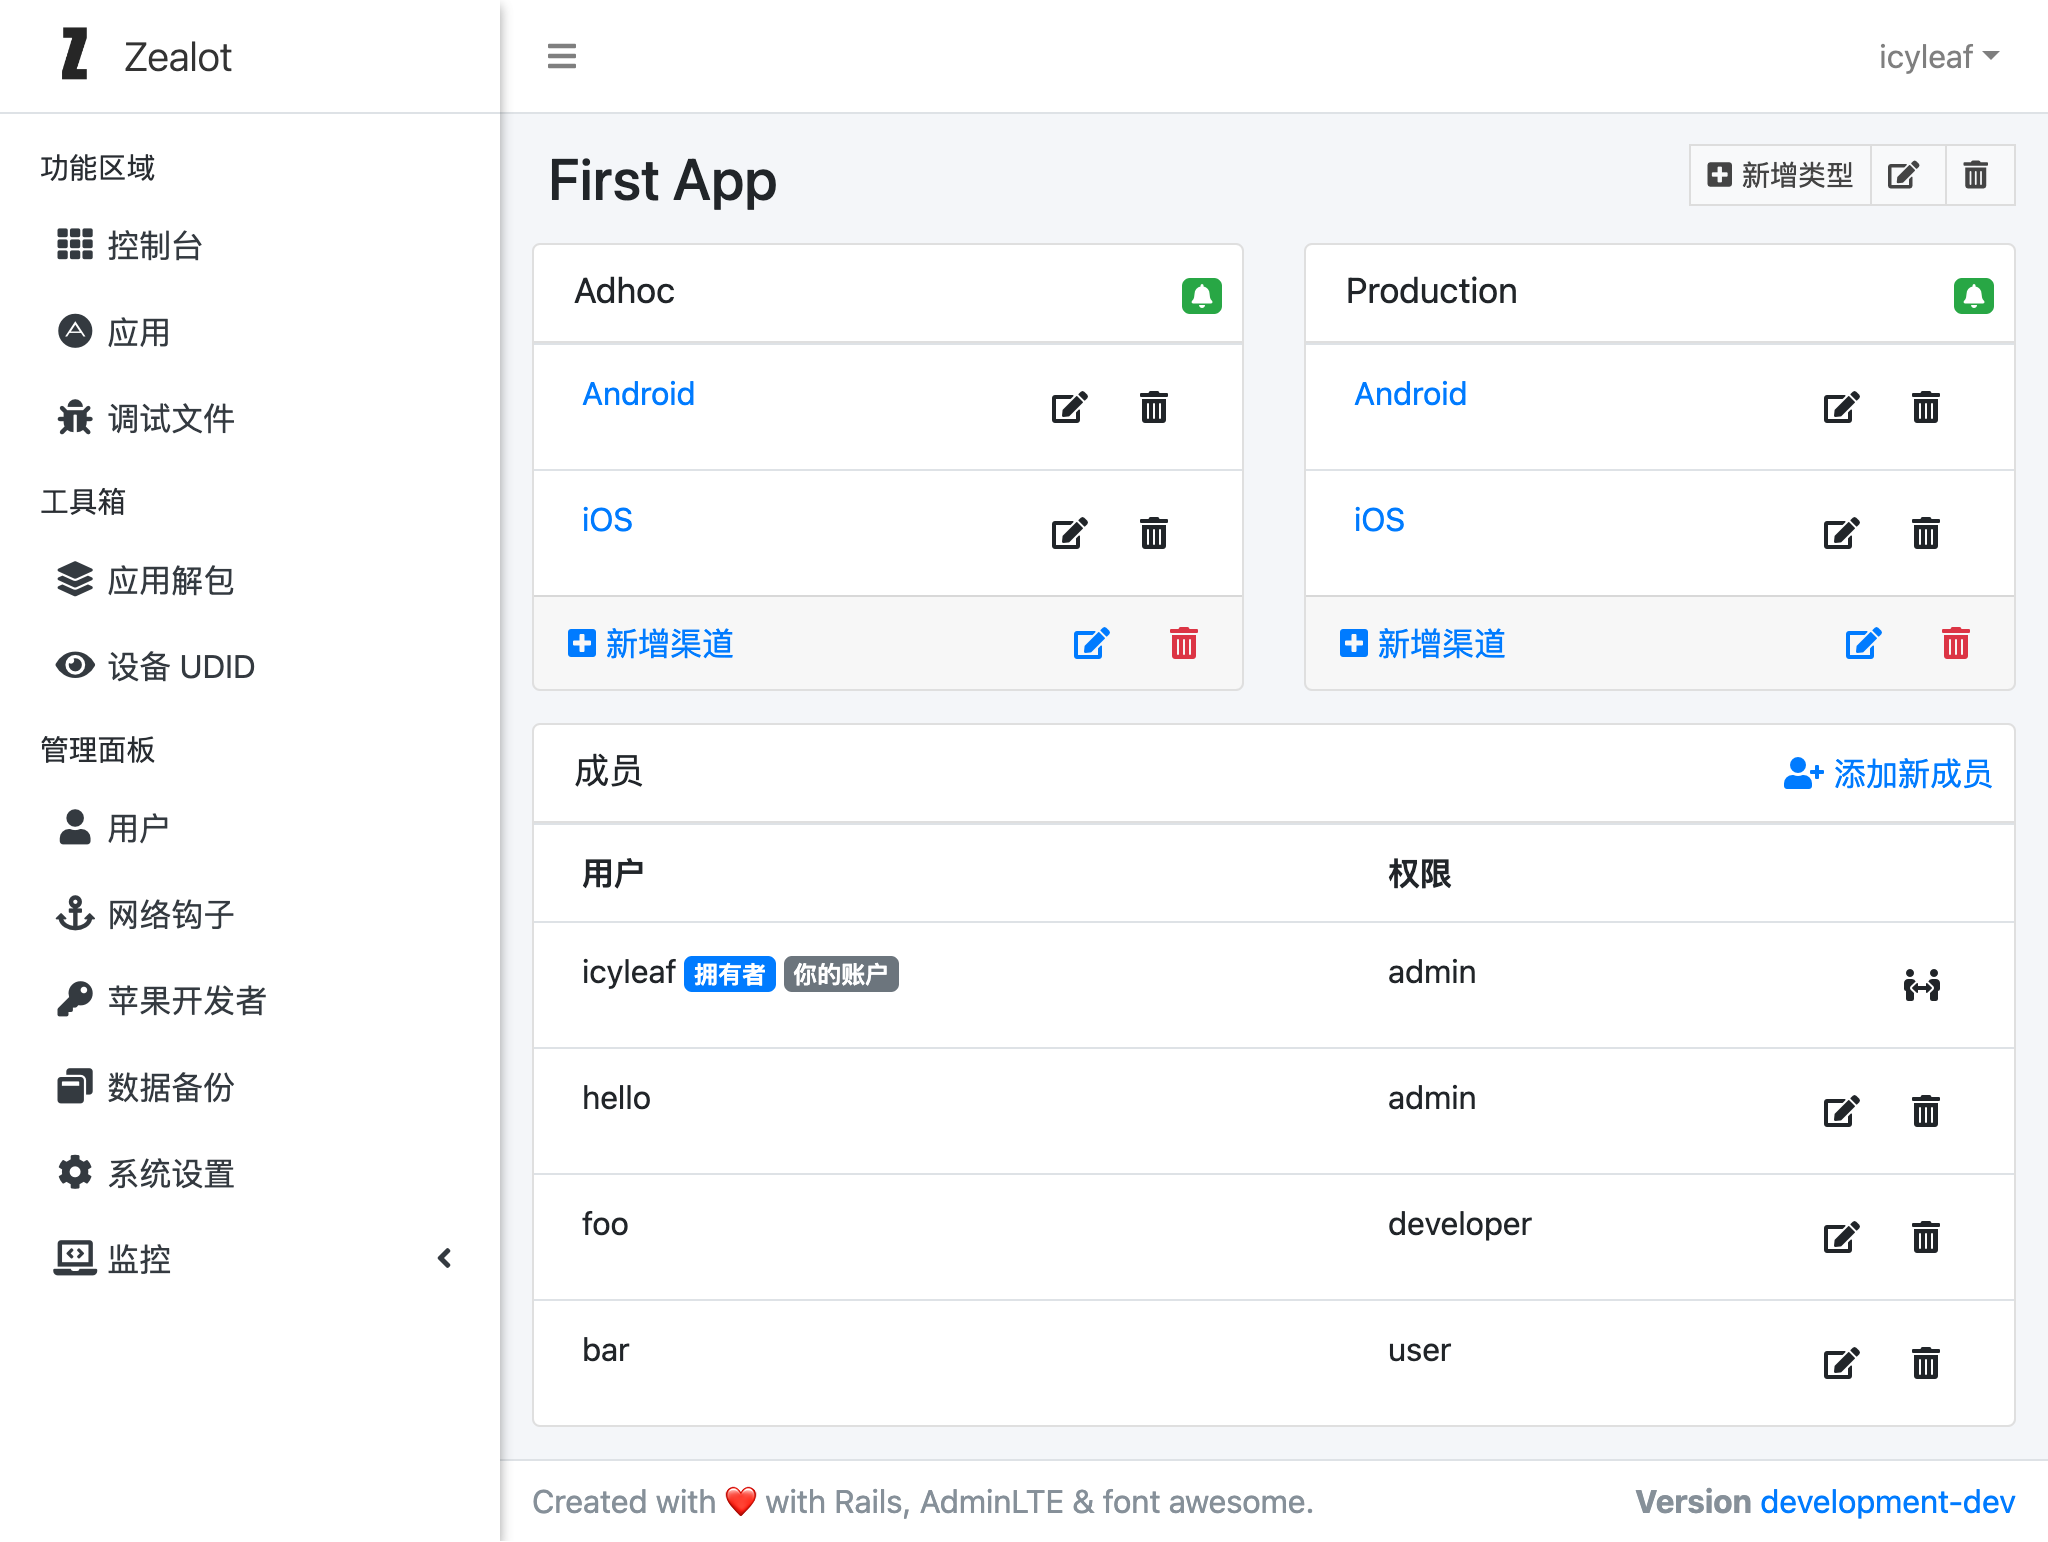 Zealot
功能区域
控制台
应用
调试文件
工具箱
应用解包
设备 UDID
管理面板
用户
网络钩子
苹果开发者
数据备份
系统设置
监控
icyleaf
First App
新增类型
Adhoc
Android
iOS
新增渠道
Production
Android
iOS
新增渠道
成员 添加新成员
用户 权限
icyleaf 拥有者 你的账户 admin
hello admin
foo developer
bar user
Created with ❤️ with Rails, AdminLTE & font awesome. Version development-dev